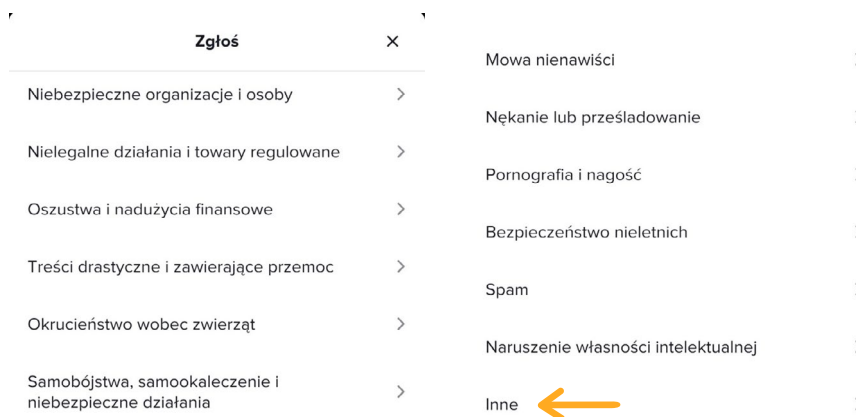 Zgłoś
Niebezpieczne organizacje i osoby
Nielegalne działania i towary regulowane
Oszustwa i nadużycia finansowe
Treści drastyczne i zawierające przemoc
Okrucieństwo wobec zwierząt
Samobójstwa, samookaleczenie i
niebezpieczne działania
Mowa nienawiści
Nękanie lub prześladowanie
Pornografia i nagość
Bezpieczeństwo nieletnich
Spam
Naruszenie własności intelektualnej
Inne